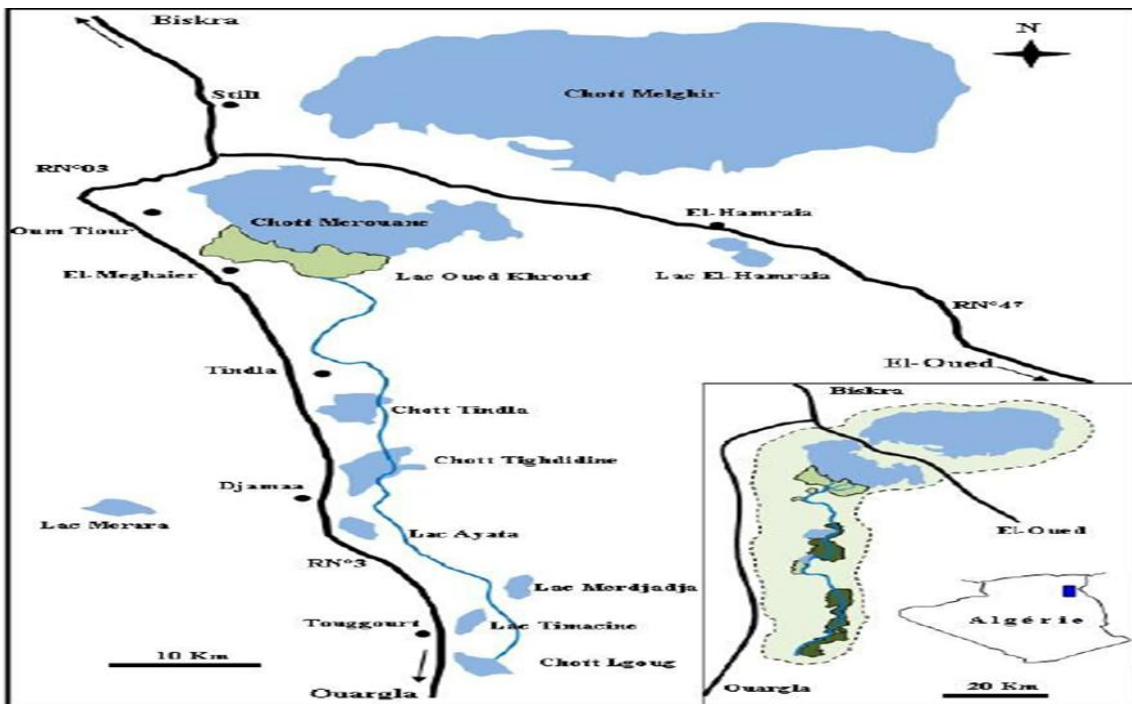 Biskra
N
Still
Chott Melghir
RN°03
Chott Merouane
El-Hamraia
Oum Tiour
El-Meghaier
Lac Oued Khrouf
Lac El-Hamraia
RN°47
Tindla
El-Oued
Chott Tindla
Chott Tighdidine
Djamaa
Lac Merara
Lac Ayata
RN°3
Lac Merdjadja
Touggourt
Lac Timacine
Chott Lgoug
10 Km
Ouargla
Biskra
El-Oued
Algérie
Ouargla
20 Km